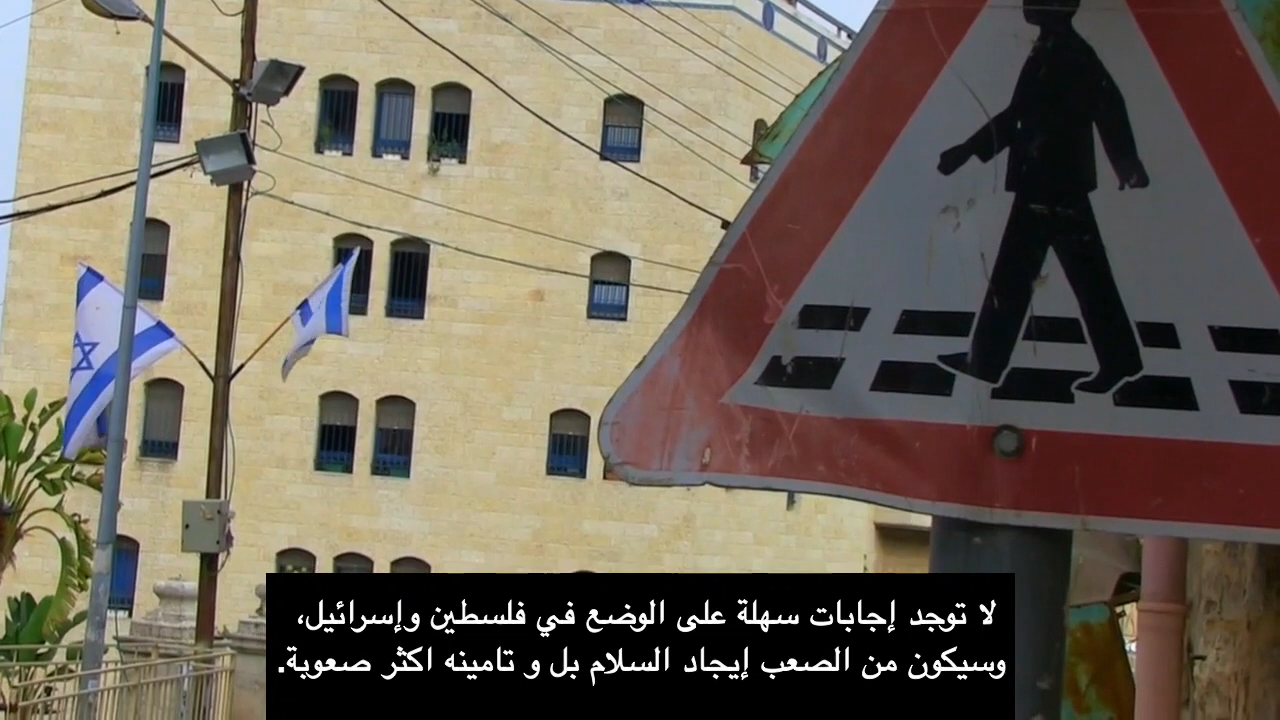 لا توجد إجابات سهلة على الوضع في فلسطين وإسرائيل،
وسيكون من الصعب إيجاد السلام بل و تامينه اكثر صعوبة.